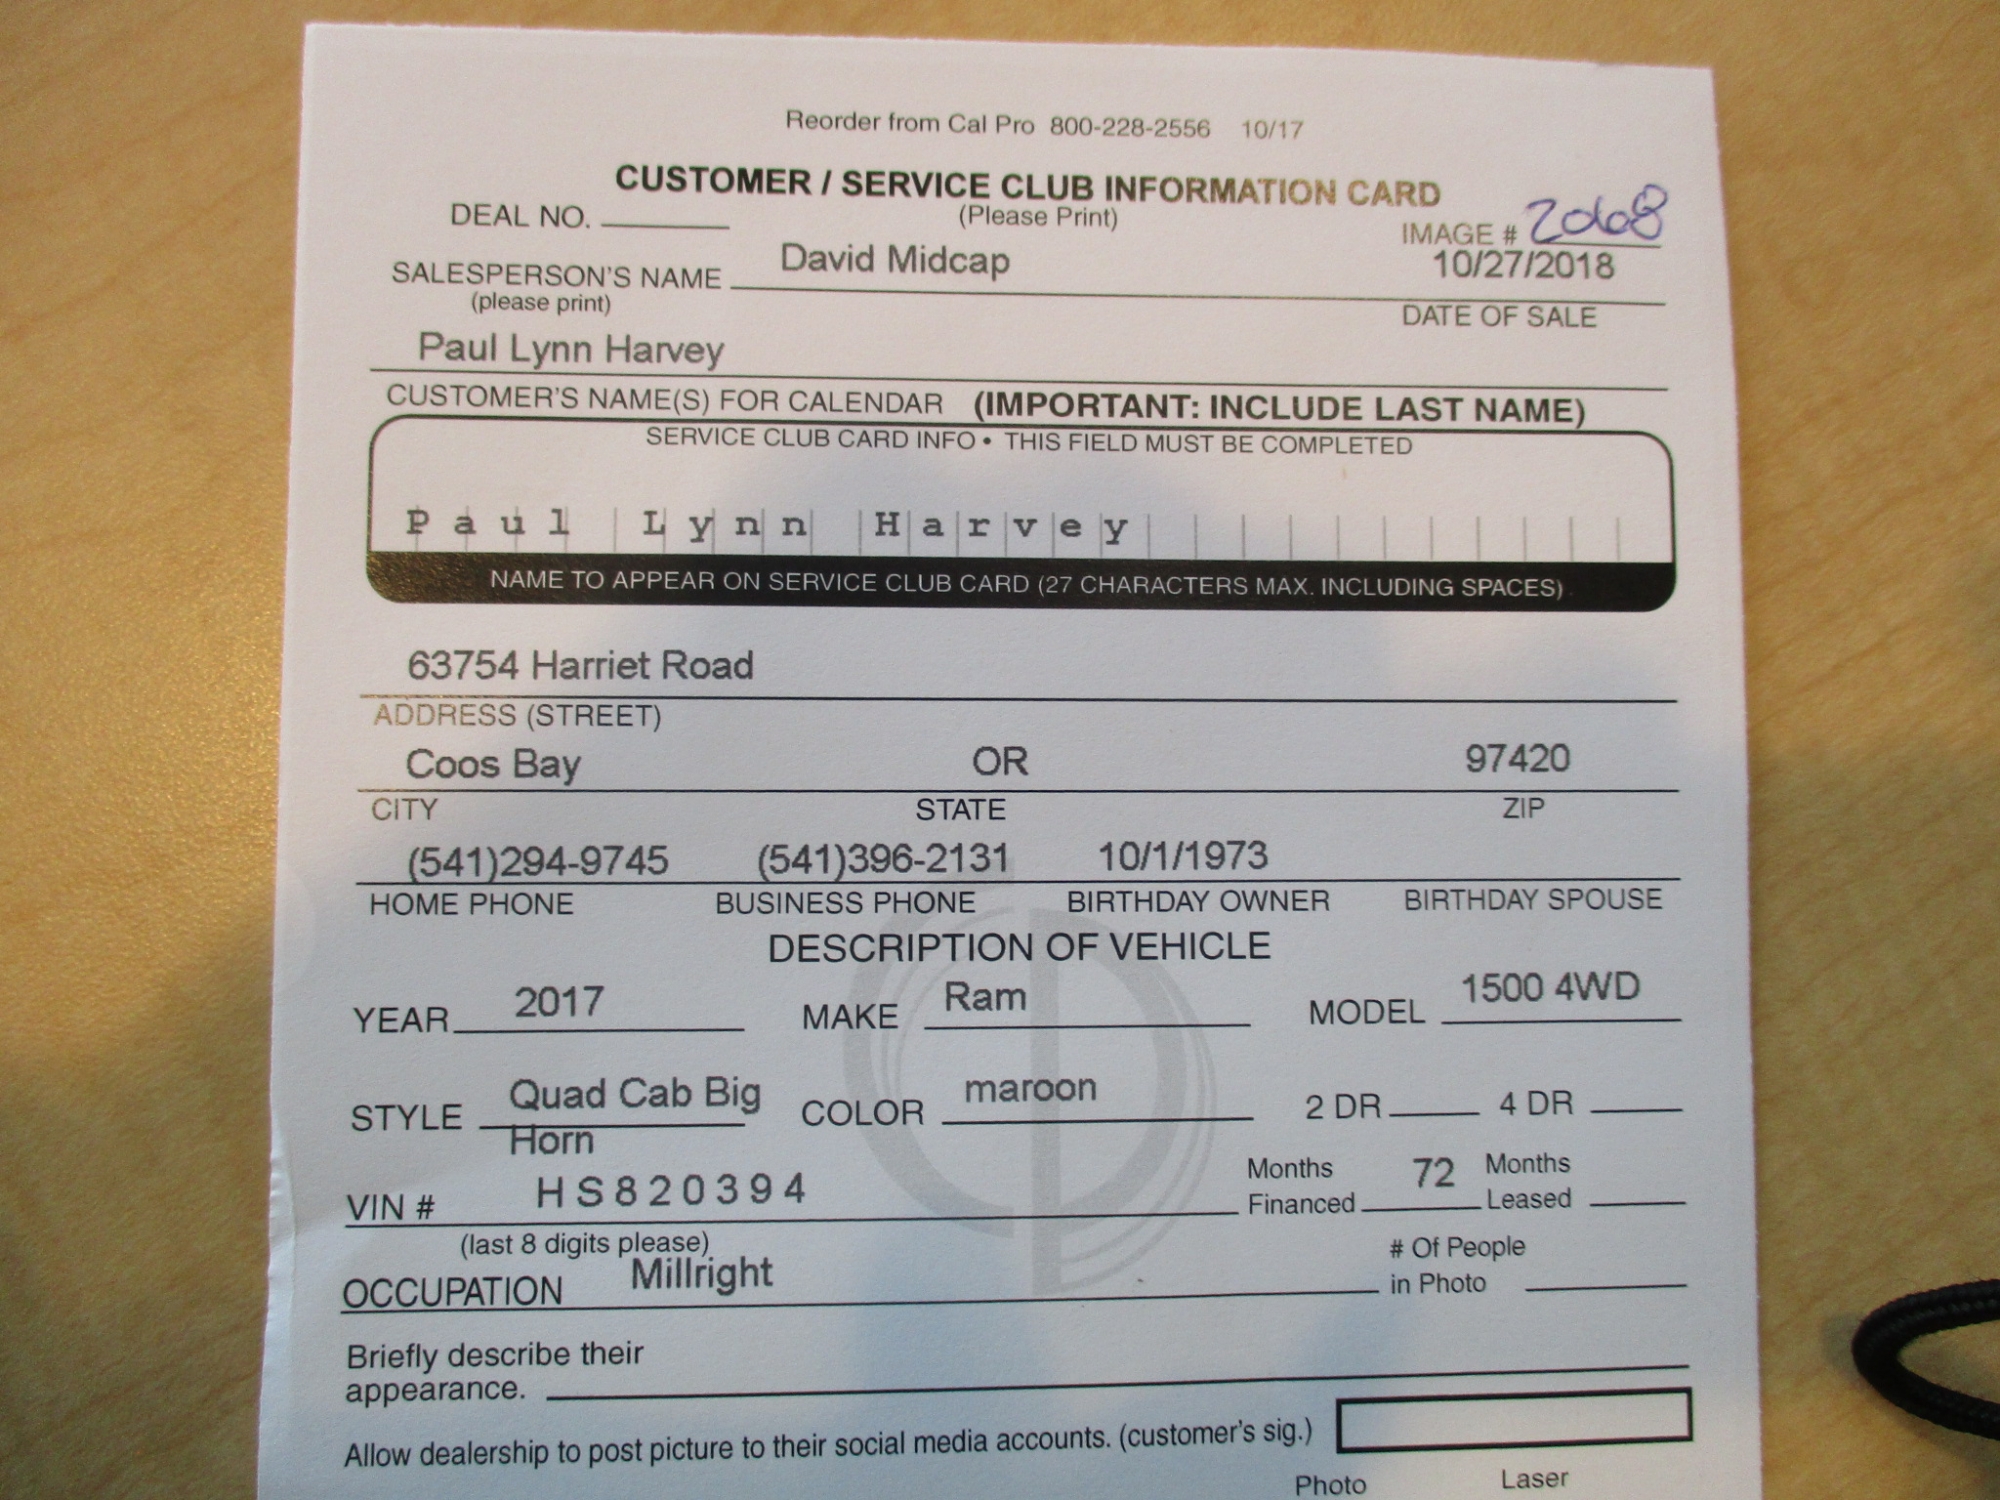 Reorder from Cal Pro 800-228-2556 10/17
CUSTOMER / SERVICE CLUB INFORMATION CARD
DEAL NO. (Please Print) IMAGE # 2068
SALESPERSON'S NAME David Midcap 10/27/2018
(please print) DATE OF SALE
Paul Lynn Harvey
CUSTOMER'S NAME(S) FOR CALENDAR (IMPORTANT: INCLUDE LAST NAME)
SERVICE CLUB CARD INFO • THIS FIELD MUST BE COMPLETED
Paul Lynn Harvey
NAME TO APPEAR ON SERVICE CLUB CARD (27 CHARACTERS MAX. INCLUDING SPACES)
63754 Harriet Road
ADDRESS (STREET)
Coos Bay OR 97420
CITY STATE ZIP
(541)294-9745 (541)396-2131 10/1/1973
HOME PHONE BUSINESS PHONE BIRTHDAY OWNER BIRTHDAY SPOUSE
DESCRIPTION OF VEHICLE
YEAR 2017 MAKE Ram MODEL 1500 4WD
STYLE Quad Cab Big COLOR maroon 2 DR 4 DR
Horn
VIN # HS820394 Months Financed 72 Months Leased
(last 8 digits please)
OCCUPATION Millright # Of People in Photo
Briefly describe their
appearance.
Allow dealership to post picture to their social media accounts. (customer's sig.)
Photo Laser